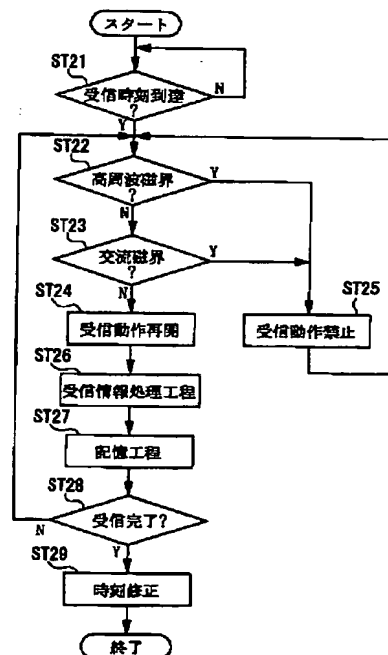 スタート
ST21
受信時刻到達
?
N
Y
ST22
高周波磁界
?
Y
N
ST23
交流磁界
?
Y
N
ST24
受信動作再開
ST25
受信動作禁止
ST26
受信情報処理工程
ST27
記憶工程
ST28
受信完了?
N
Y
ST29
時刻修正
終了